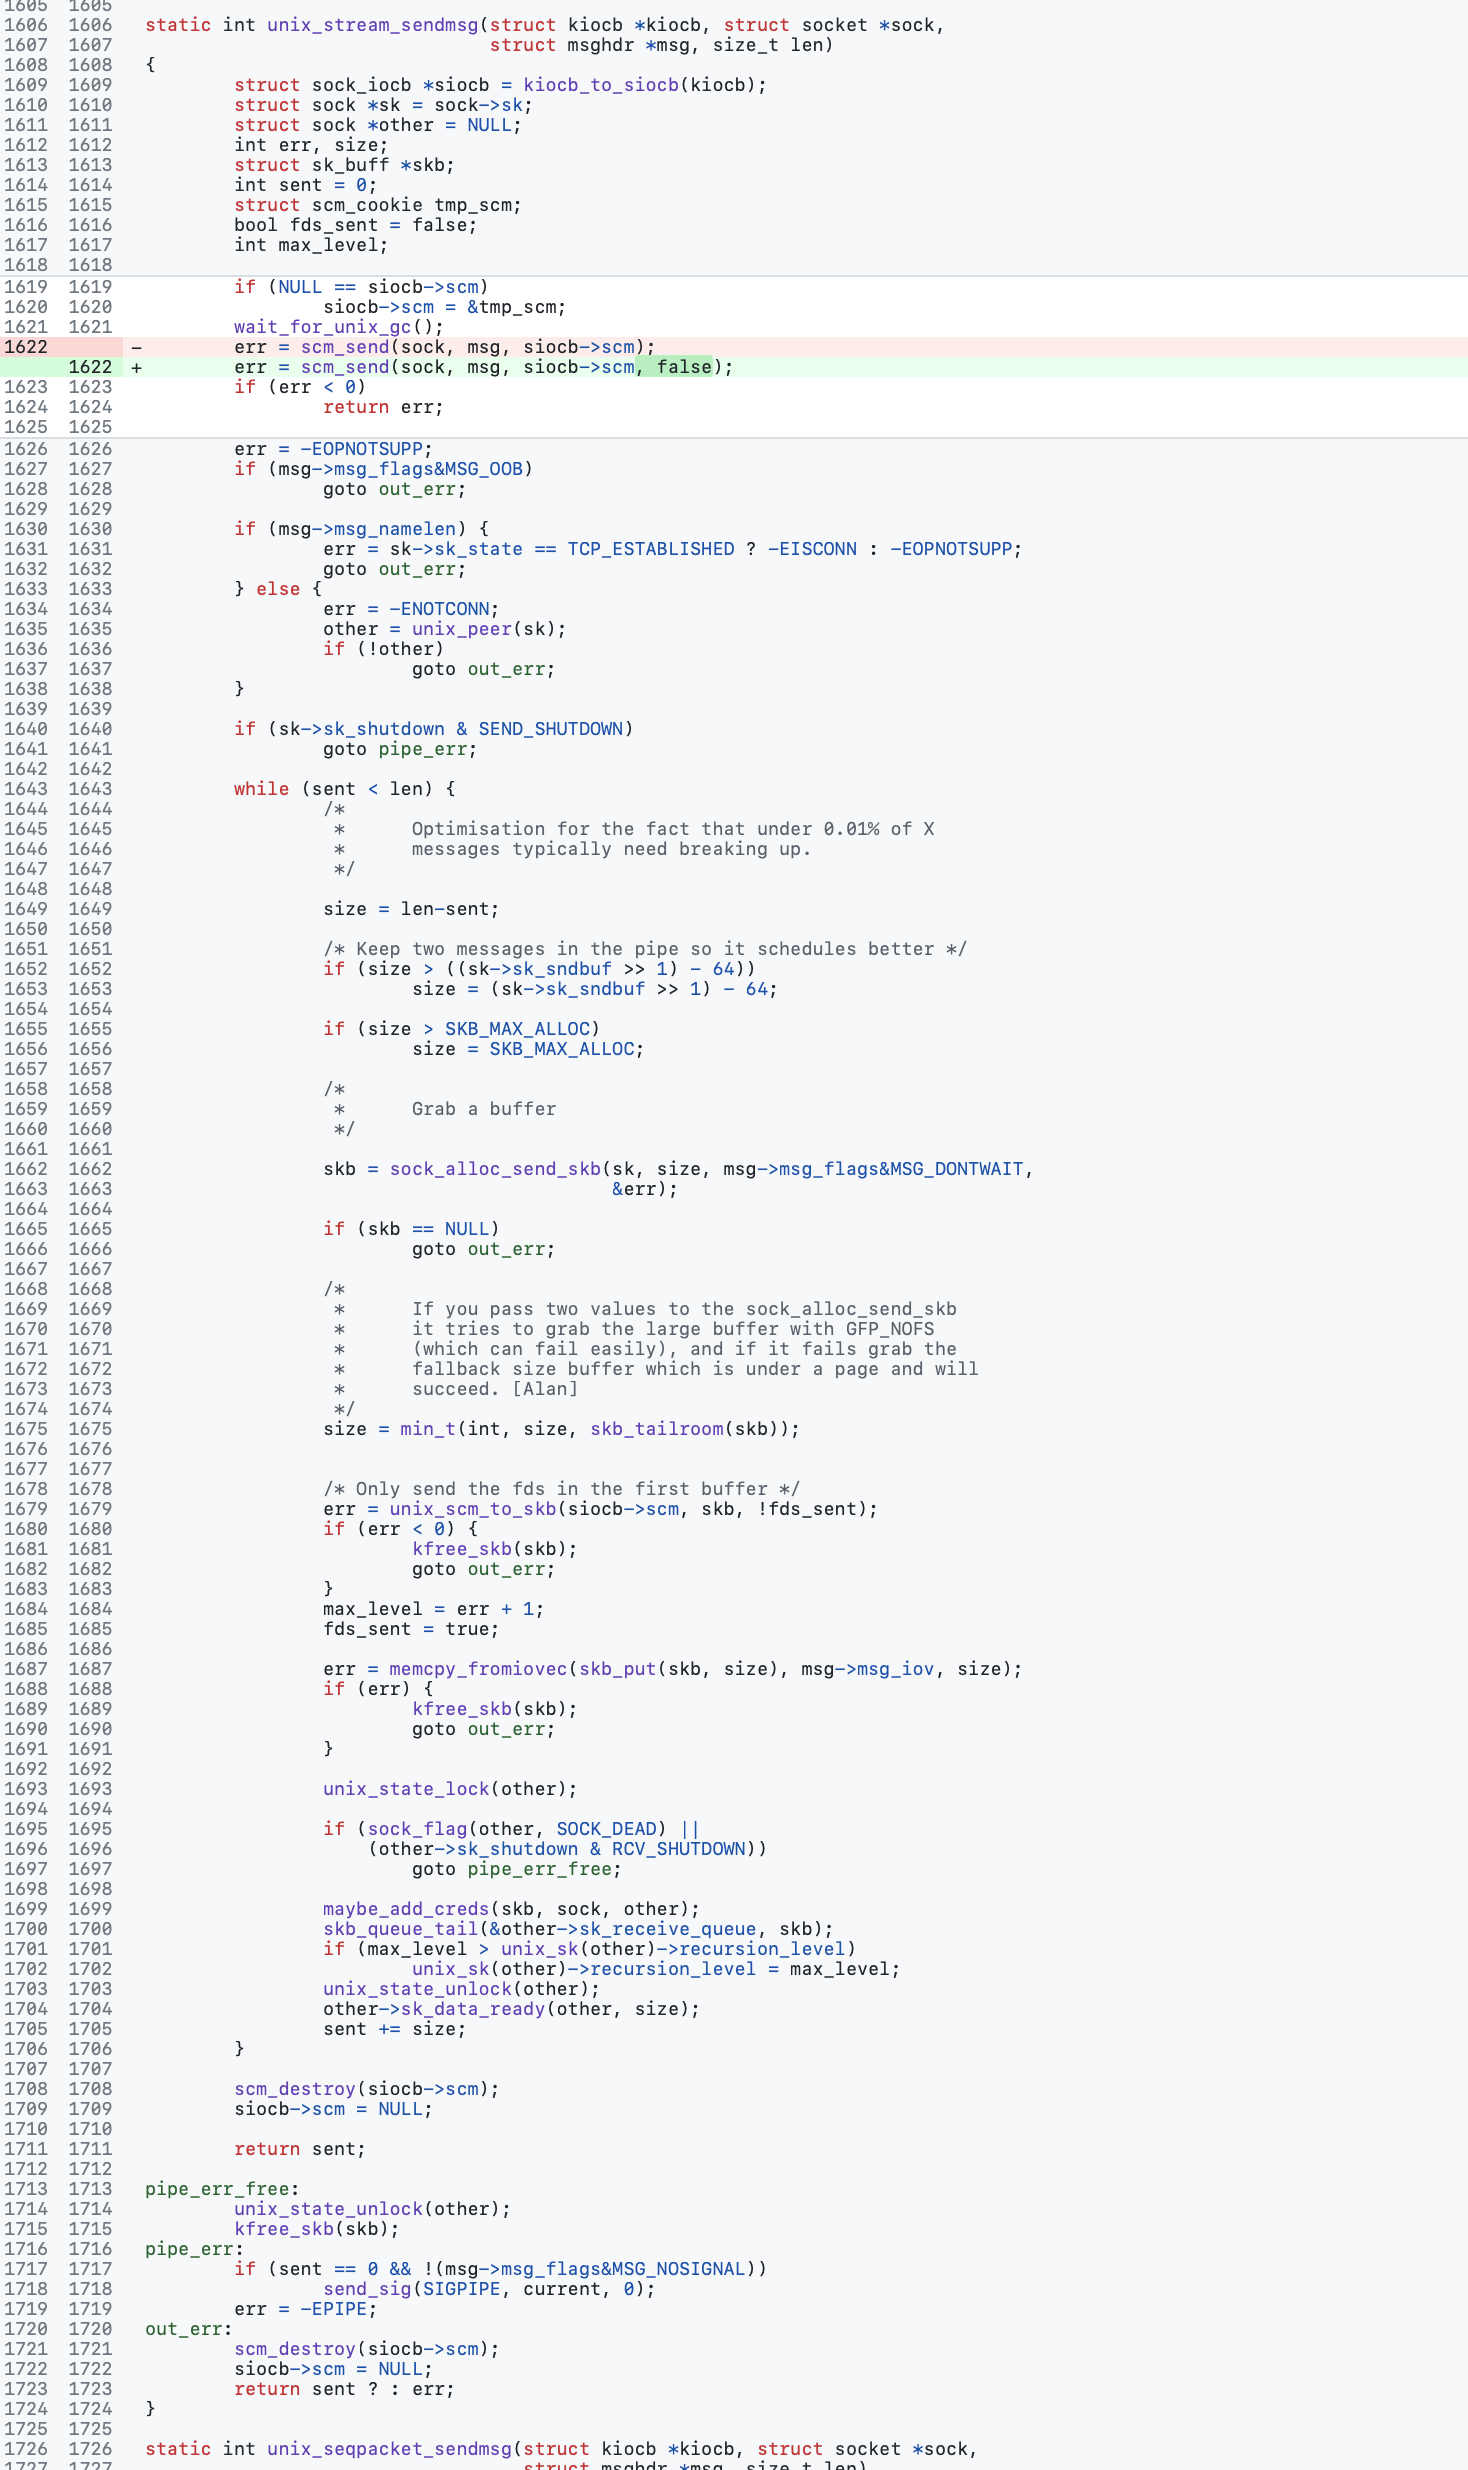 1605 1605
1606 1606 static int unix_stream_sendmsg(struct kiocb *kiocb, struct socket *sock,
1607 1607 struct msghdr *msg, size_t len)
1608 1608 {
1609 1609 struct sock_iocb *siocb = kiocb_to_siocb(kiocb);
1610 1610 struct sock *sk = sock->sk;
1611 1611 struct sock *other = NULL;
1612 1612 int err, size;
1613 1613 struct sk_buff *skb;
1614 1614 int sent = 0;
1615 1615 struct scm_cookie tmp_scm;
1616 1616 bool fds_sent = false;
1617 1617 int max_level;
1618 1618
1619 1619 if (NULL == siocb->scm)
1620 1620 siocb->scm = &tmp_scm;
1621 1621 wait_for_unix_gc();
1622 - err = scm_send(sock, msg, siocb->scm);
1622 + err = scm_send(sock, msg, siocb->scm, false);
1623 1623 if (err < 0)
1624 1624 return err;
1625 1625
1626 1626 err = -EOPNOTSUPP;
1627 1627 if (msg->msg_flags&MSG_OOB)
1628 1628 goto out_err;
1629 1629
1630 1630 if (msg->msg_namelen) {
1631 1631 err = sk->sk_state == TCP_ESTABLISHED ? -EISCONN : -EOPNOTSUPP;
1632 1632 goto out_err;
1633 1633 } else {
1634 1634 err = -ENOTCONN;
1635 1635 other = unix_peer(sk);
1636 1636 if (!other)
1637 1637 goto out_err;
1638 1638 }
1639 1639
1640 1640 if (sk->sk_shutdown & SEND_SHUTDOWN)
1641 1641 goto pipe_err;
1642 1642
1643 1643 while (sent < len) {
1644 1644 /*
1645 1645 * Optimisation for the fact that under 0.01% of X
1646 1646 * messages typically need breaking up.
1647 1647 */
1648 1648
1649 1649 size = len-sent;
1650 1650
1651 1651 /* Keep two messages in the pipe so it schedules better */
1652 1652 if (size > ((sk->sk_sndbuf >> 1) - 64))
1653 1653 size = (sk->sk_sndbuf >> 1) - 64;
1654 1654
1655 1655 if (size > SKB_MAX_ALLOC)
1656 1656 size = SKB_MAX_ALLOC;
1657 1657
1658 1658 /*
1659 1659 * Grab a buffer
1660 1660 */
1661 1661
1662 1662 skb = sock_alloc_send_skb(sk, size, msg->msg_flags&MSG_DONTWAIT,
1663 1663 &err);
1664 1664
1665 1665 if (skb == NULL)
1666 1666 goto out_err;
1667 1667
1668 1668 /*
1669 1669 * If you pass two values to the sock_alloc_send_skb
1670 1670 * it tries to grab the large buffer with GFP_NOFS
1671 1671 * (which can fail easily), and if it fails grab the
1672 1672 * fallback size buffer which is under a page and will
1673 1673 * succeed. [Alan]
1674 1674 */
1675 1675 size = min_t(int, size, skb_tailroom(skb));
1676 1676
1677 1677
1678 1678 /* Only send the fds in the first buffer */
1679 1679 err = unix_scm_to_skb(siocb->scm, skb, !fds_sent);
1680 1680 if (err < 0) {
1681 1681 kfree_skb(skb);
1682 1682 goto out_err;
1683 1683 }
1684 1684 max_level = err + 1;
1685 1685 fds_sent = true;
1686 1686
1687 1687 err = memcpy_fromiovec(skb_put(skb, size), msg->msg_iov, size);
1688 1688 if (err) {
1689 1689 kfree_skb(skb);
1690 1690 goto out_err;
1691 1691 }
1692 1692
1693 1693 unix_state_lock(other);
1694 1694
1695 1695 if (sock_flag(other, SOCK_DEAD) ||
1696 1696 (other->sk_shutdown & RCV_SHUTDOWN))
1697 1697 goto pipe_err_free;
1698 1698
1699 1699 maybe_add_creds(skb, sock, other);
1700 1700 skb_queue_tail(&other->sk_receive_queue, skb);
1701 1701 if (max_level > unix_sk(other)->recursion_level)
1702 1702 unix_sk(other)->recursion_level = max_level;
1703 1703 unix_state_unlock(other);
1704 1704 other->sk_data_ready(other, size);
1705 1705 sent += size;
1706 1706 }
1707 1707
1708 1708 scm_destroy(siocb->scm);
1709 1709 siocb->scm = NULL;
1710 1710
1711 1711 return sent;
1712 1712
1713 1713 pipe_err_free:
1714 1714 unix_state_unlock(other);
1715 1715 kfree_skb(skb);
1716 1716 pipe_err:
1717 1717 if (sent == 0 && !(msg->msg_flags&MSG_NOSIGNAL))
1718 1718 send_sig(SIGPIPE, current, 0);
1719 1719 err = -EPIPE;
1720 1720 out_err:
1721 1721 scm_destroy(siocb->scm);
1722 1722 siocb->scm = NULL;
1723 1723 return sent ? : err;
1724 1724 }
1725 1725
1726 1726 static int unix_seqpacket_sendmsg(struct kiocb *kiocb, struct socket *sock,
1727 1727 struct msghdr *msg, size_t len)